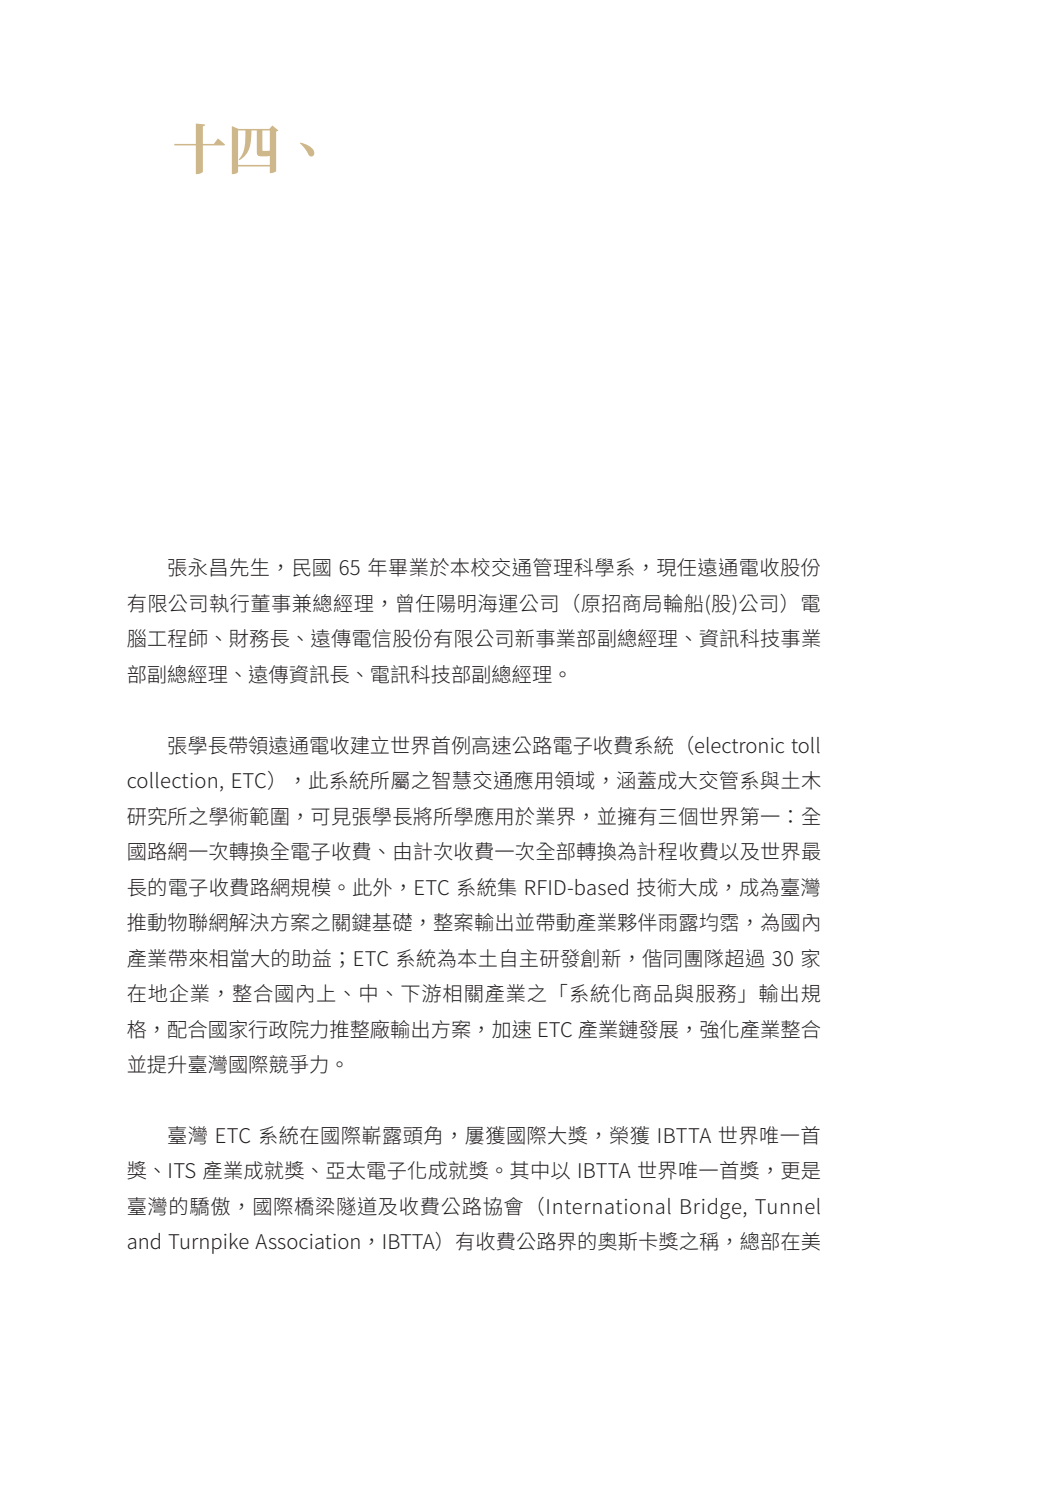 十四、
張永昌先生，民國 65 年畢業於本校交通管理科學系，現任遠通電收股份
有限公司執行董事兼總經理，曾任陽明海運公司（原招商局輪船(股)公司）電
腦工程師、財務長、遠傳電信股份有限公司新事業部副總經理、資訊科技事業
部副總經理、遠傳資訊長、電訊科技部副總經理。
張學長帶領遠通電收建立世界首例高速公路電子收費系統（electronic toll
collection, ETC），此系統所屬之智慧交通應用領域，涵蓋成大交管系與土木
研究所之學術範圍，可見張學長將所學應用於業界，並擁有三個世界第一：全
國路網一次轉換全電子收費、由計次收費一次全部轉換為計程收費以及世界最
長的電子收費路網規模。此外，ETC 系統集 RFID-based 技術大成，成為臺灣
推動物聯網解決方案之關鍵基礎，整案輸出並帶動產業夥伴雨露均霑，為國內
產業帶來相當大的助益；ETC 系統為本土自主研發創新，偕同團隊超過 30 家
在地企業，整合國內上、中、下游相關產業之「系統化商品與服務」輸出規
格，配合國家行政院力推整廠輸出方案，加速 ETC 產業鏈發展，強化產業整合
並提升臺灣國際競爭力。
臺灣 ETC 系統在國際嶄露頭角，屢獲國際大獎，榮獲 IBTTA 世界唯一首
獎、ITS 產業成就獎、亞太電子化成就獎。其中以 IBTTA 世界唯一首獎，更是
臺灣的驕傲，國際橋梁隧道及收費公路協會（International Bridge, Tunnel
and Turnpike Association，IBTTA）有收費公路界的奧斯卡獎之稱，總部在美